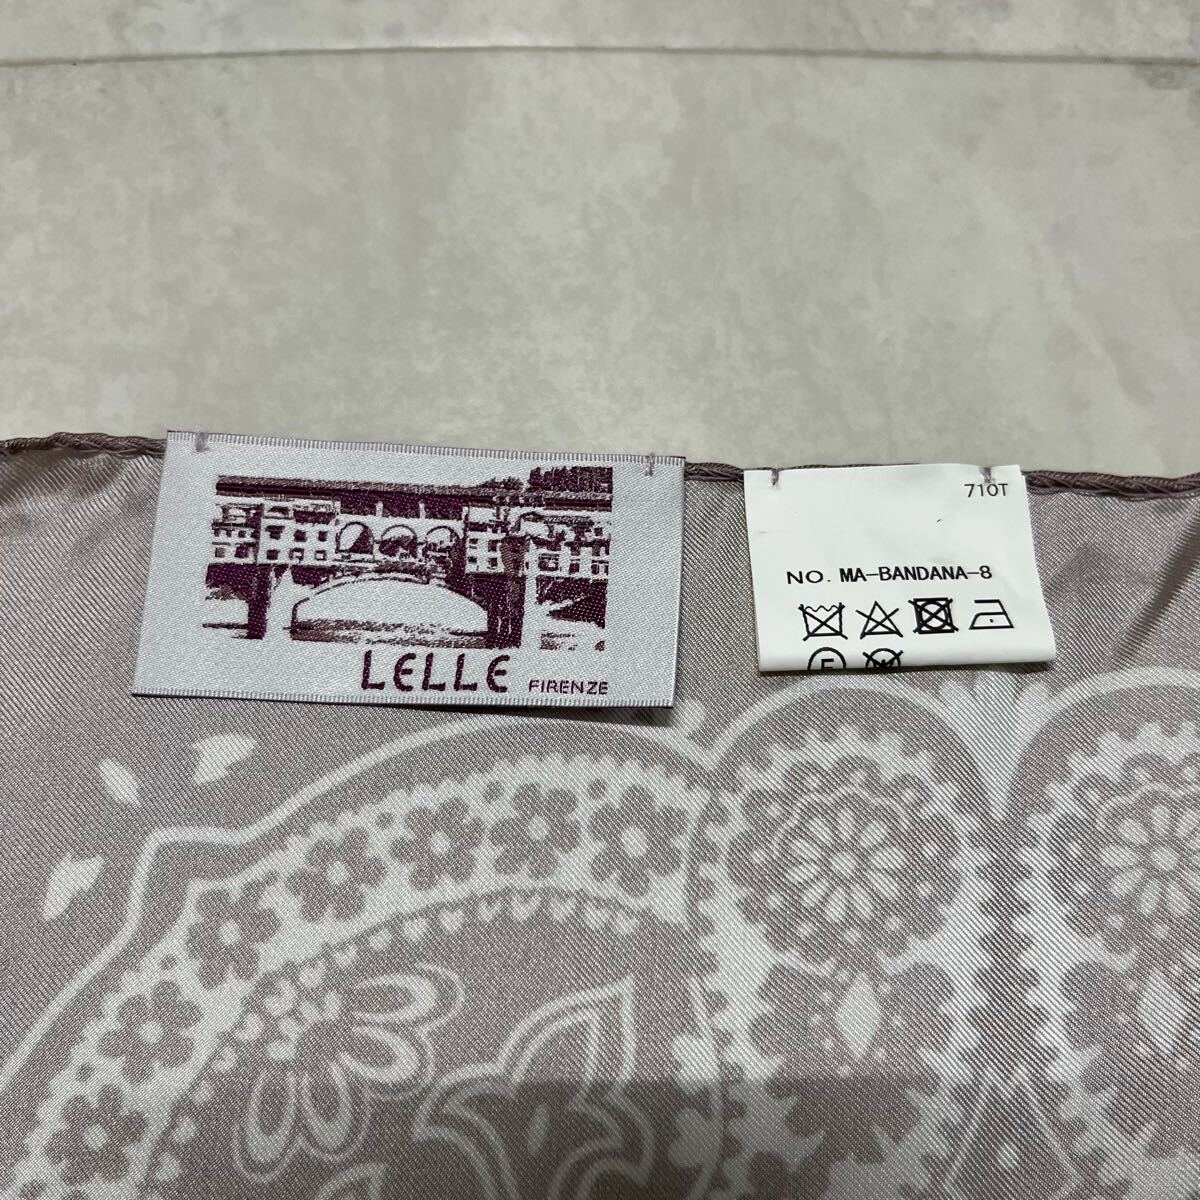 LELLE FIRENZE
710T
NO. MA-BANDANA-8
F
W